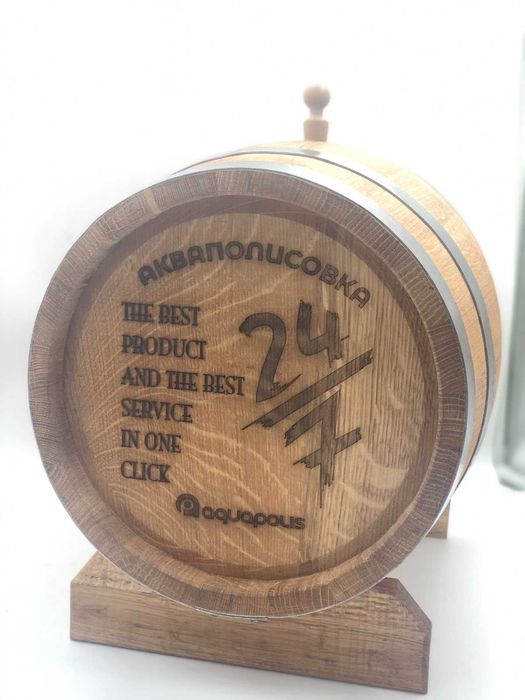 АКВАПОЛИСОВКА
THE BEST
PRODUCT
AND THE BEST
SERVICE
IN ONE
CLICK
24/7
aquapolis